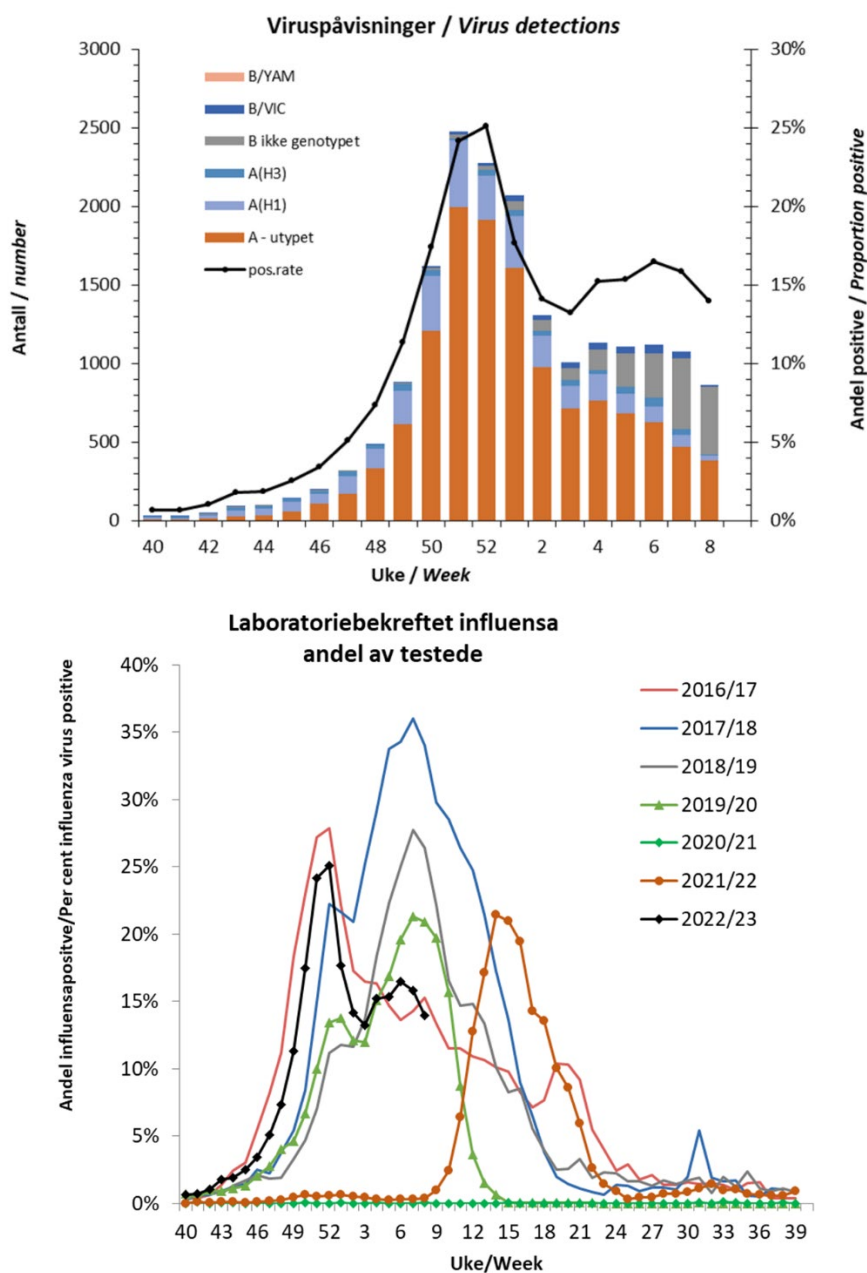 Viruspåvisninger / Virus detections
3000
2500
2000
1500
1000
500
0
30%
25%
20%
15%
10%
5%
0%
B/YAM
B/VIC
B ikke genotypet
A(H3)
A(H1)
A - utypet
pos.rate
Antall / number
Andel positive / Proportion positive
40 42 44 46 48 50 52 2 4 6 8
Uke / Week
Laboratoriebekreftet influensa
andel av testede
40%
35%
30%
25%
20%
15%
10%
5%
0%
2016/17
2017/18
2018/19
2019/20
2020/21
2021/22
2022/23
Andel influensapositve/Per cent influenza virus positive
40 43 46 49 52 3 6 9 12 15 18 21 24 27 30 33 36 39
Uke/Week